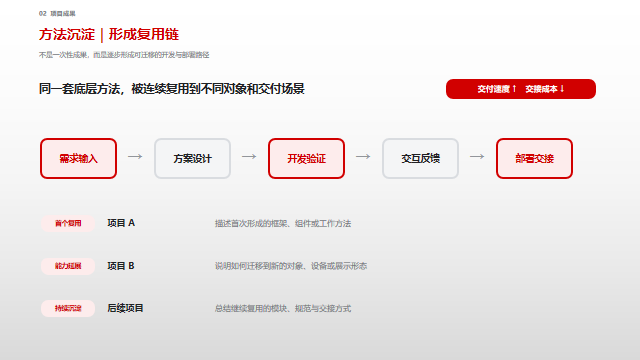 02 项目成果
方法沉淀｜形成复用链
不是一次性成果，而是逐步形成可迁移的开发与部署路径
同一套底层方法，被连续复用到不同对象和交付场景
交付速度↑ 交接成本↓
需求输入 → 方案设计 → 开发验证 → 交互反馈 → 部署交接
首个复用 项目 A 描述首次形成的框架、组件或工作方法
能力延展 项目 B 说明如何迁移到新的对象、设备或展示形态
持续沉淀 后续项目 总结继续复用的模块、规范与交接方式